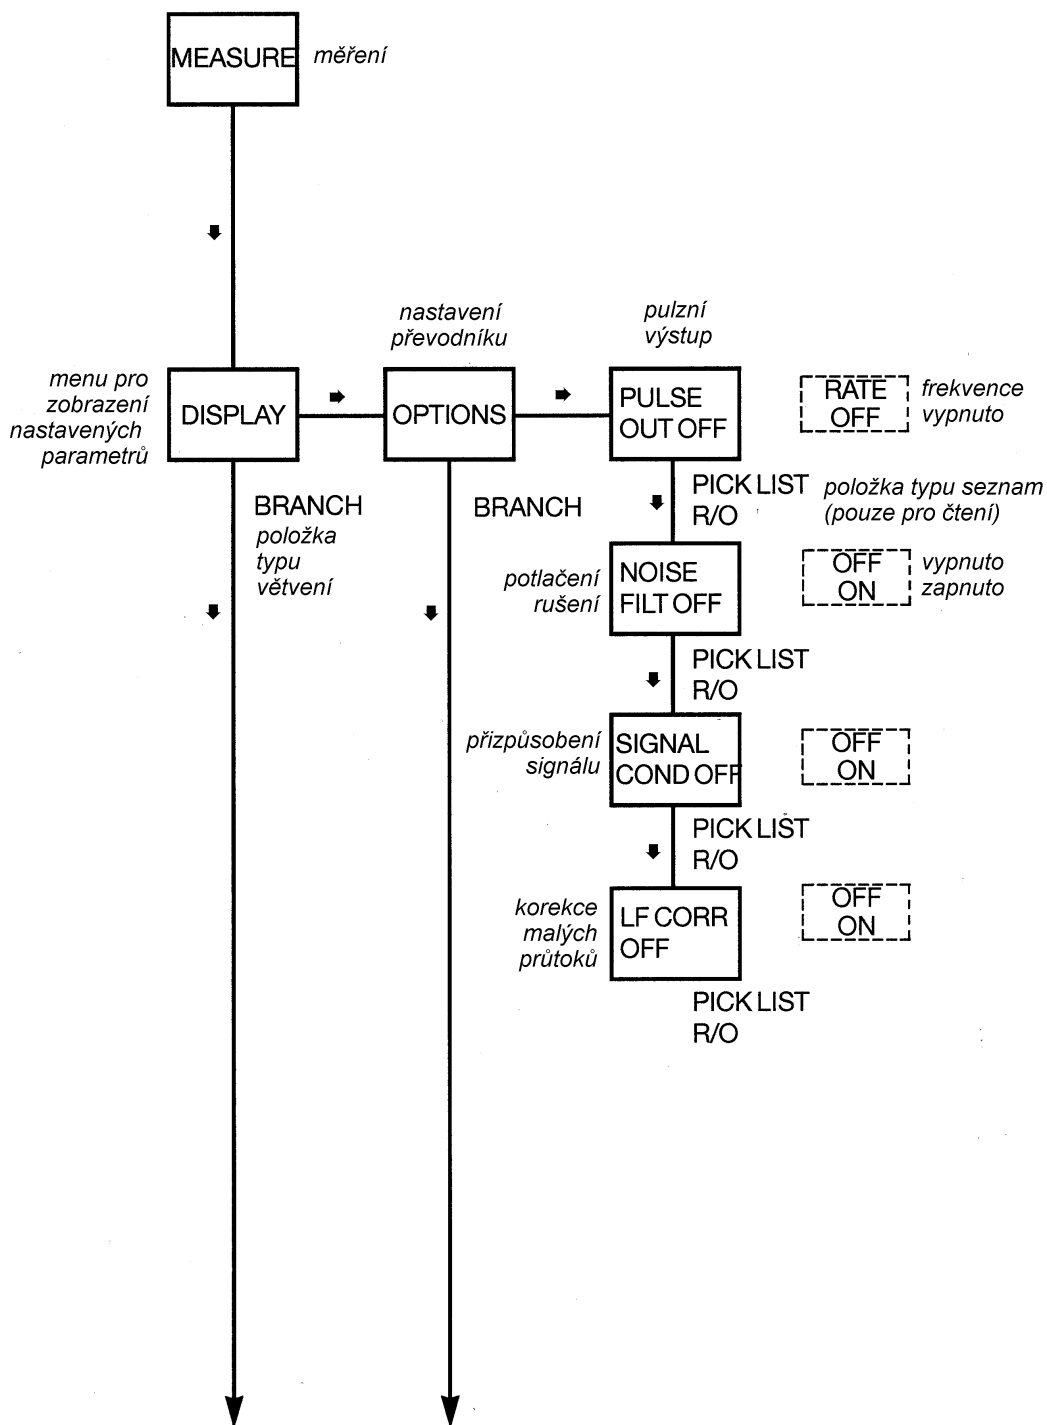 MEASURE
měření
nastavení
převodníku
pulzní
výstup
menu pro
zobrazení
nastavených
parametrů
DISPLAY
OPTIONS
PULSE
OUT OFF
RATE
OFF
frekvence
vypnuto
BRANCH
položka
typu
větvení
BRANCH
PICK LIST
R/O
položka typu seznam
(pouze pro čtení)
potlačení
rušení
NOISE
FILT OFF
OFF
ON
vypnuto
zapnuto
PICK LIST
R/O
přizpůsobení
signálu
SIGNAL
COND OFF
OFF
ON
PICK LIST
R/O
korekce
malých
průtoků
LF CORR
OFF
OFF
ON
PICK LIST
R/O